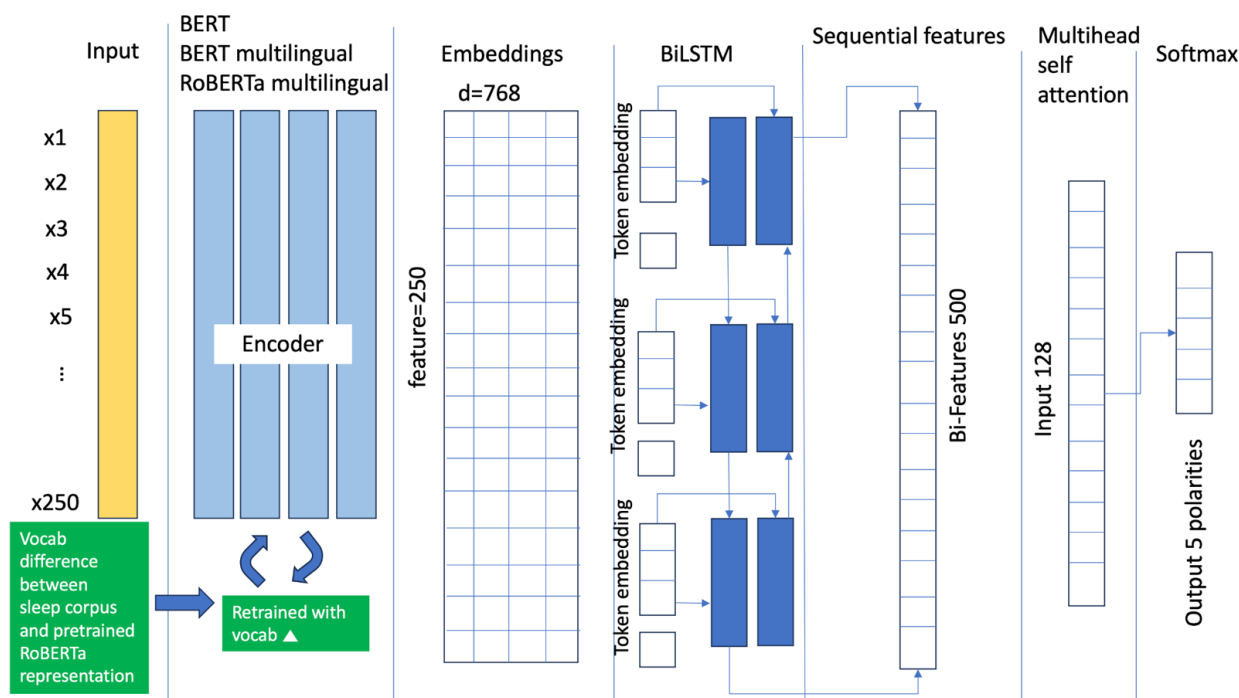 Input
BERT
BERT multilingual
RoBERTa multilingual
Embeddings
BiLSTM
Sequential features
Multihead
self
attention
Softmax
x1
x2
x3
x4
x5
⋮
x250
Vocab
difference
between
sleep corpus
and pretrained
RoBERTa
representation
Encoder
Retrained with
vocab ▲
d=768
feature=250
Token embedding
Token embedding
Token embedding
Bi-Features 500
Input 128
Output 5 polarities